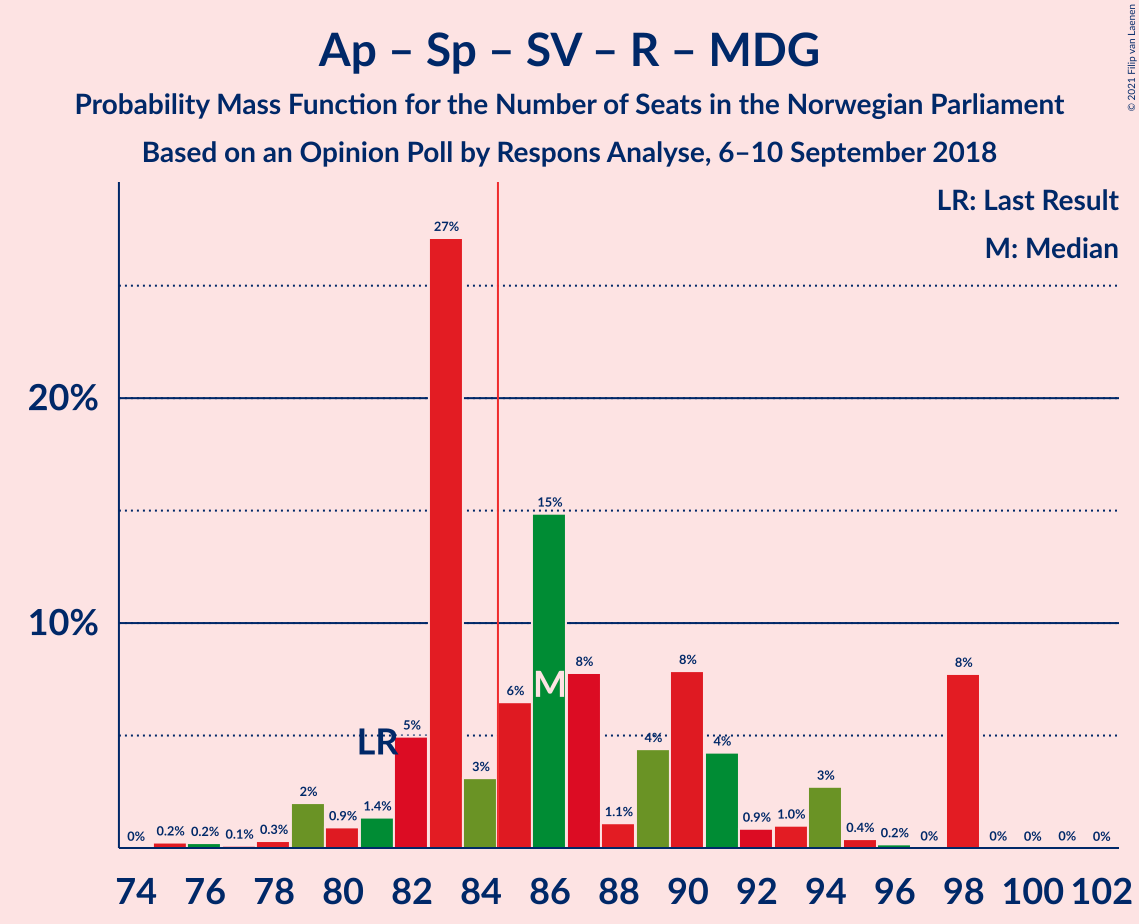 Ap – Sp – SV – R – MDG
Probability Mass Function for the Number of Seats in the Norwegian Parliament
Based on an Opinion Poll by Respons Analyse, 6–10 September 2018
© 2021 Filip van Laenen
LR: Last Result
M: Median
20%
10%
0% 0.2% 0.2% 0.1% 0.3% 2% 0.9% 1.4% 5% 27% 3% 6% 15% 8% 1.1% 4% 8% 4% 0.9% 1.0% 3% 0.4% 0.2% 0% 8% 0% 0% 0% 0%
LR
M
74 76 78 80 82 84 86 88 90 92 94 96 98 100 102